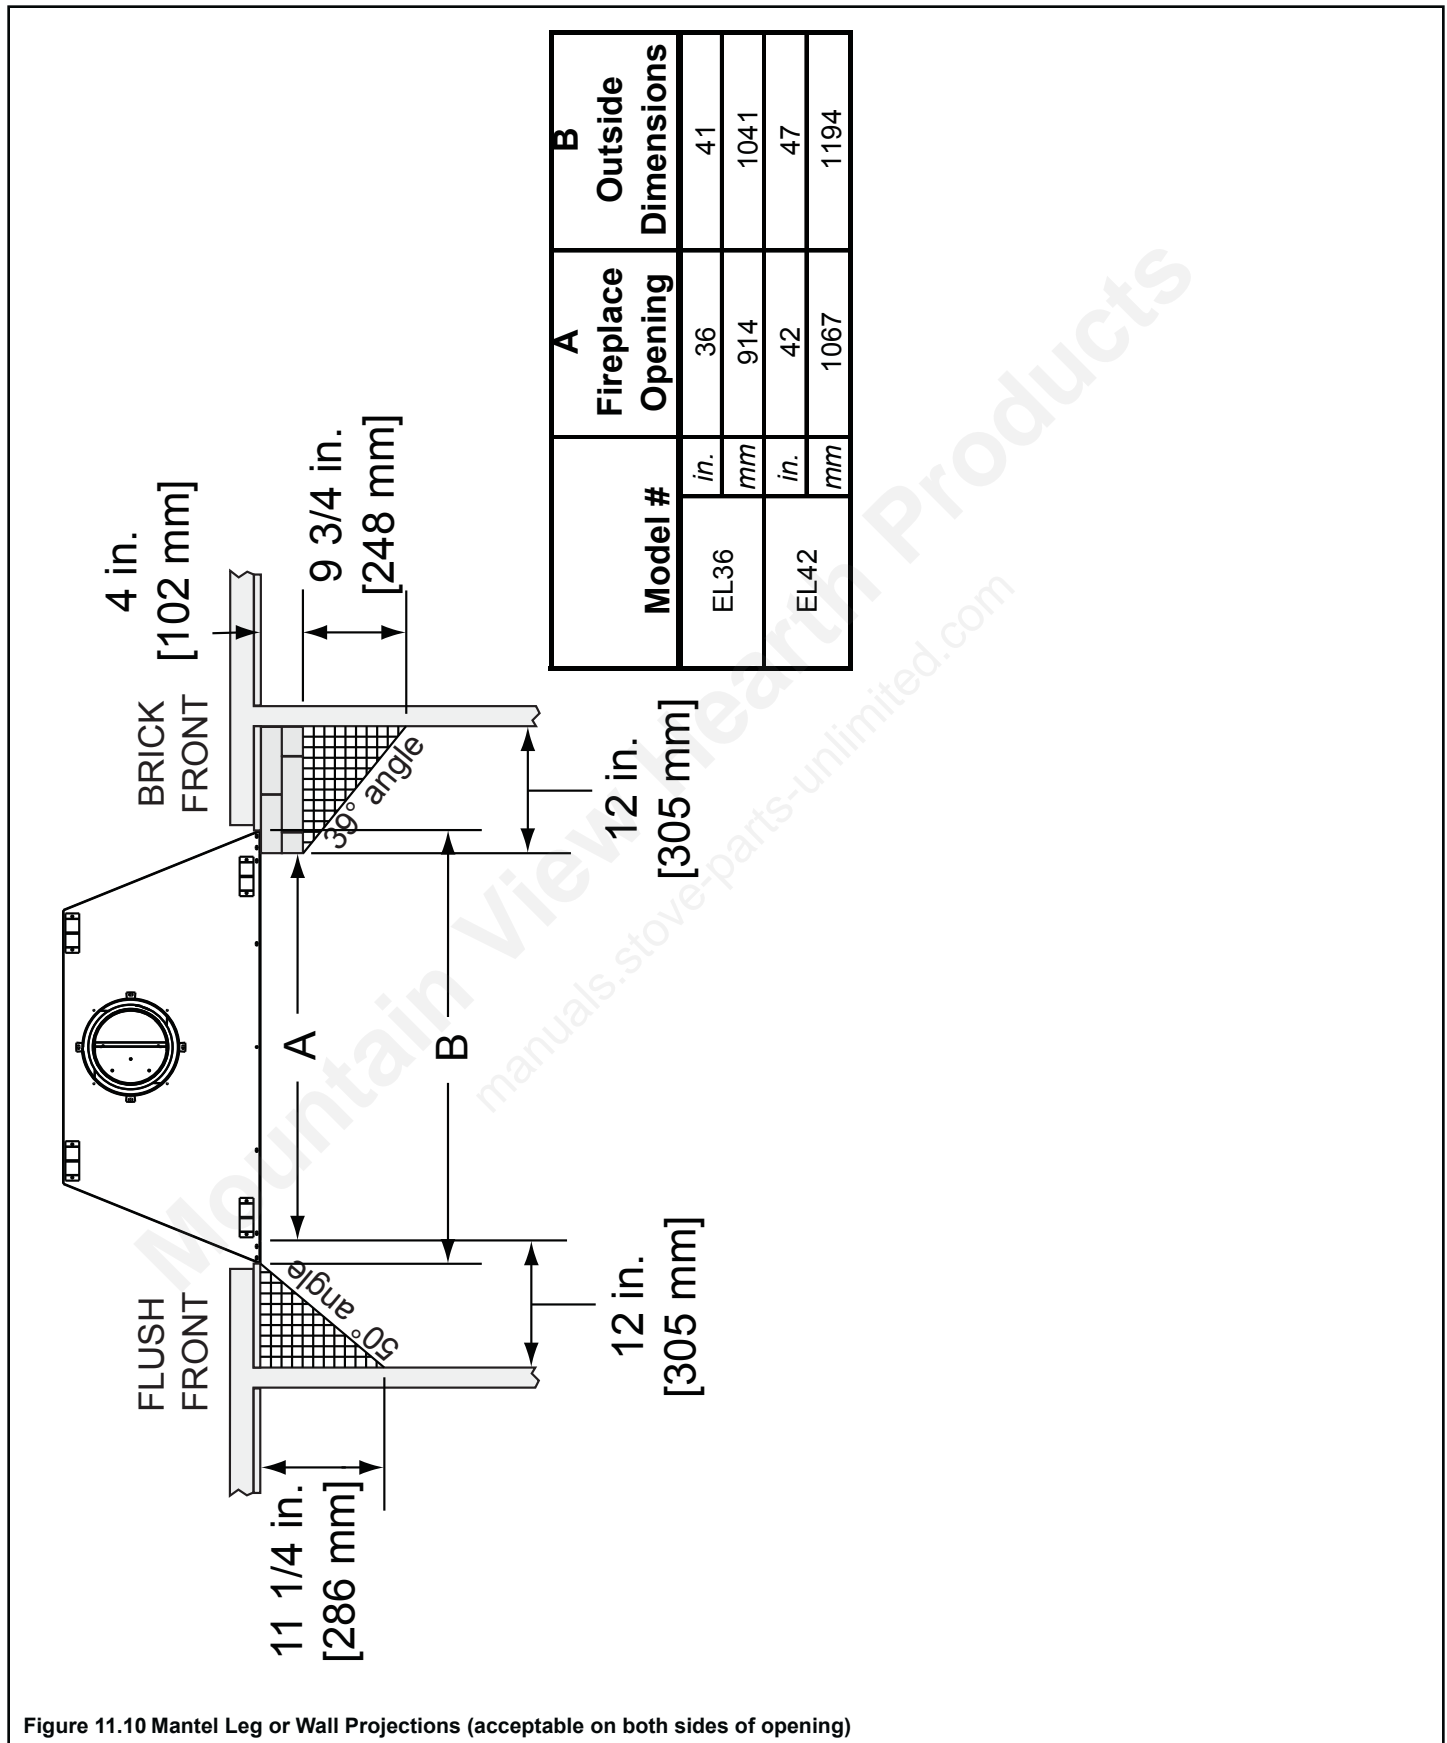 FLUSH
FRONT
BRICK
FRONT
4 in.
[102 mm]
11 1/4 in.
[286 mm]
50° angle
A
B
39° angle
9 3/4 in.
[248 mm]
12 in.
[305 mm]
12 in.
[305 mm]
Model #
A
Fireplace
Opening
B
Outside
Dimensions
EL36 in. 36 41
mm 914 1041
EL42 in. 42 47
mm 1067 1194
Mountain View Hearth Products
manuals.stove-parts-unlimited.com
Figure 11.10 Mantel Leg or Wall Projections (acceptable on both sides of opening)